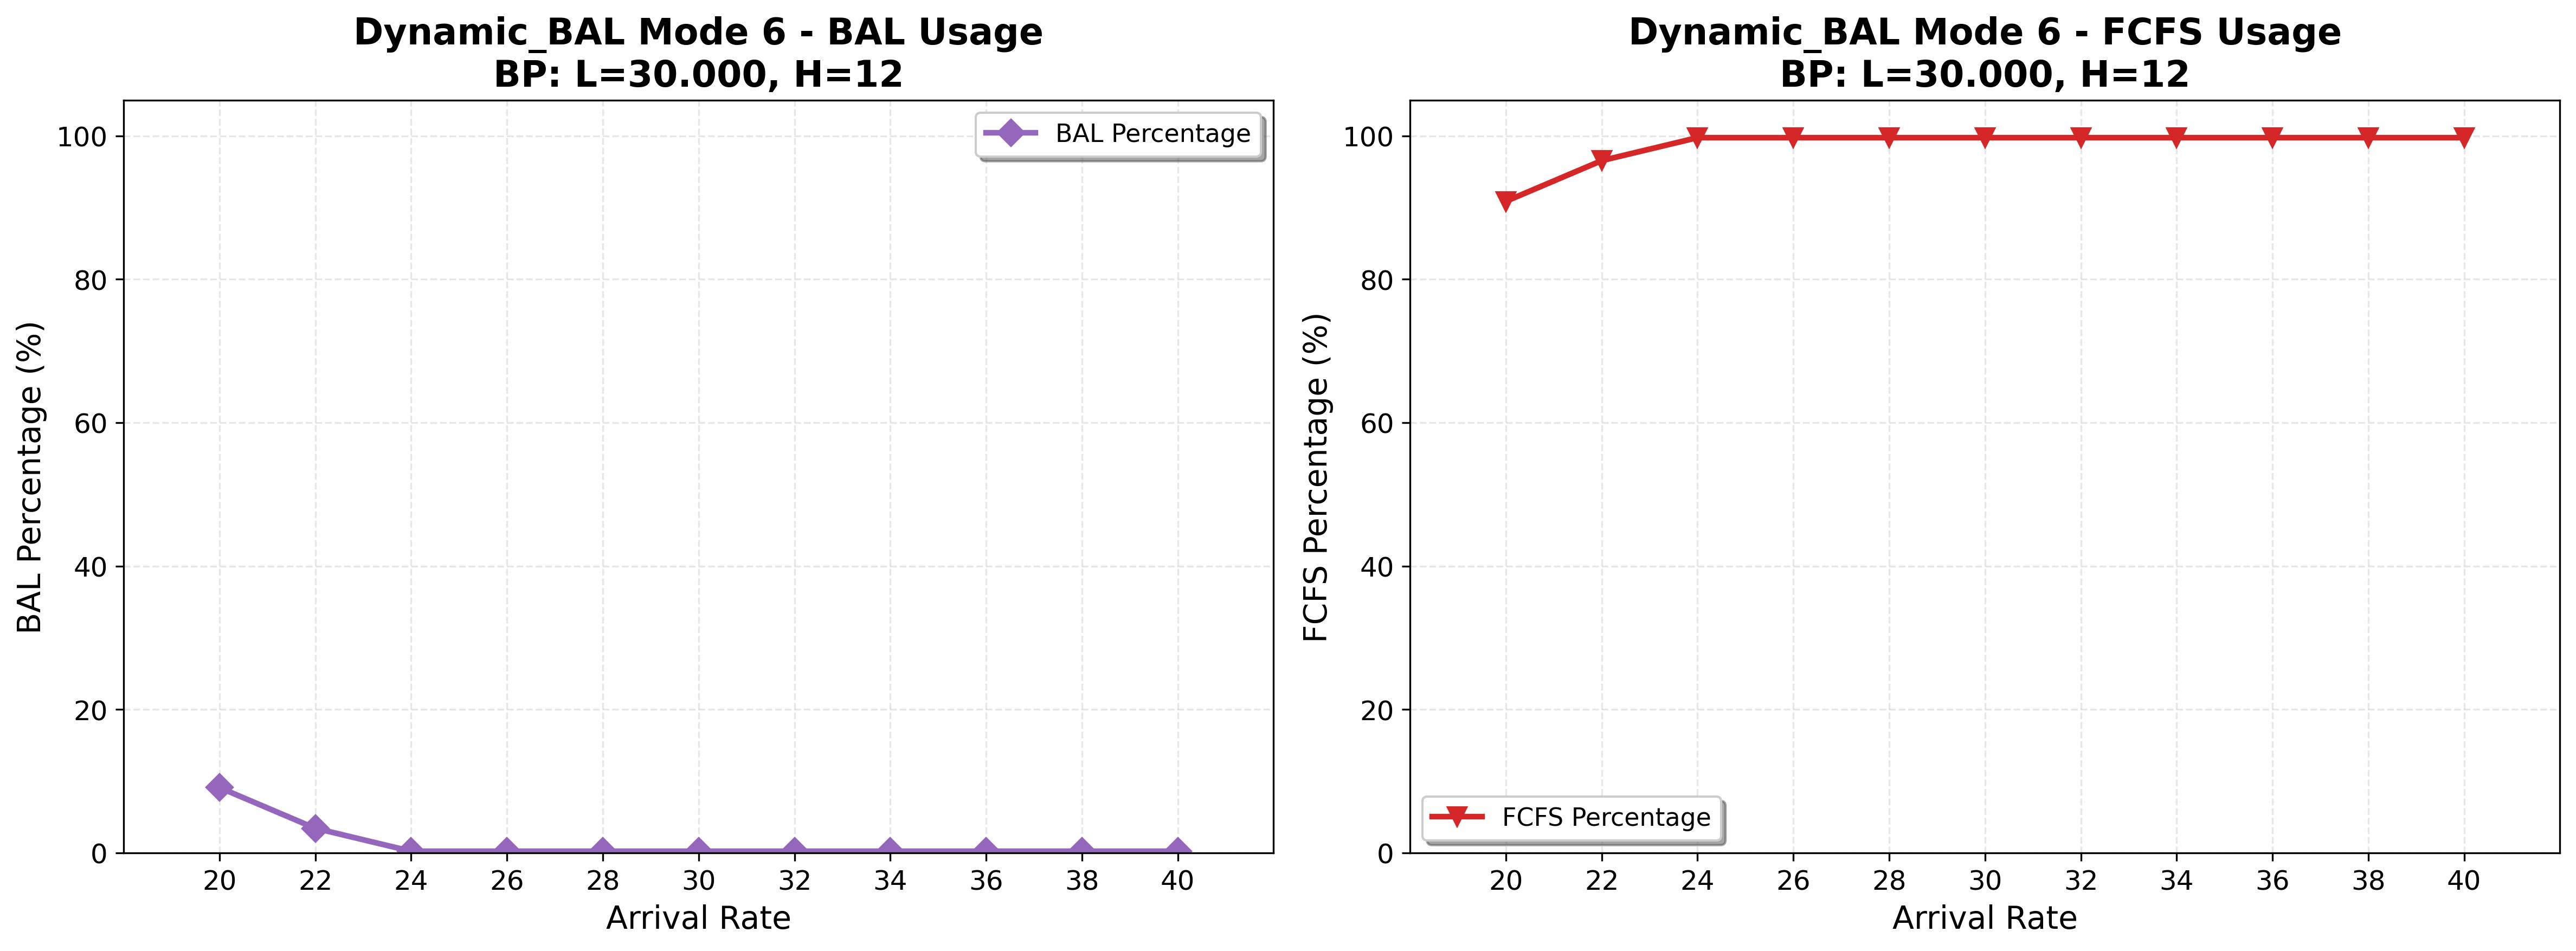 Dynamic_BAL Mode 6 - BAL Usage
BP: L=30.000, H=12
BAL Percentage (%)
100
80
60
40
20
0
BAL Percentage
20 22 24 26 28 30 32 34 36 38 40
Arrival Rate
Dynamic_BAL Mode 6 - FCFS Usage
BP: L=30.000, H=12
FCFS Percentage (%)
100
80
60
40
20
0
FCFS Percentage
20 22 24 26 28 30 32 34 36 38 40
Arrival Rate